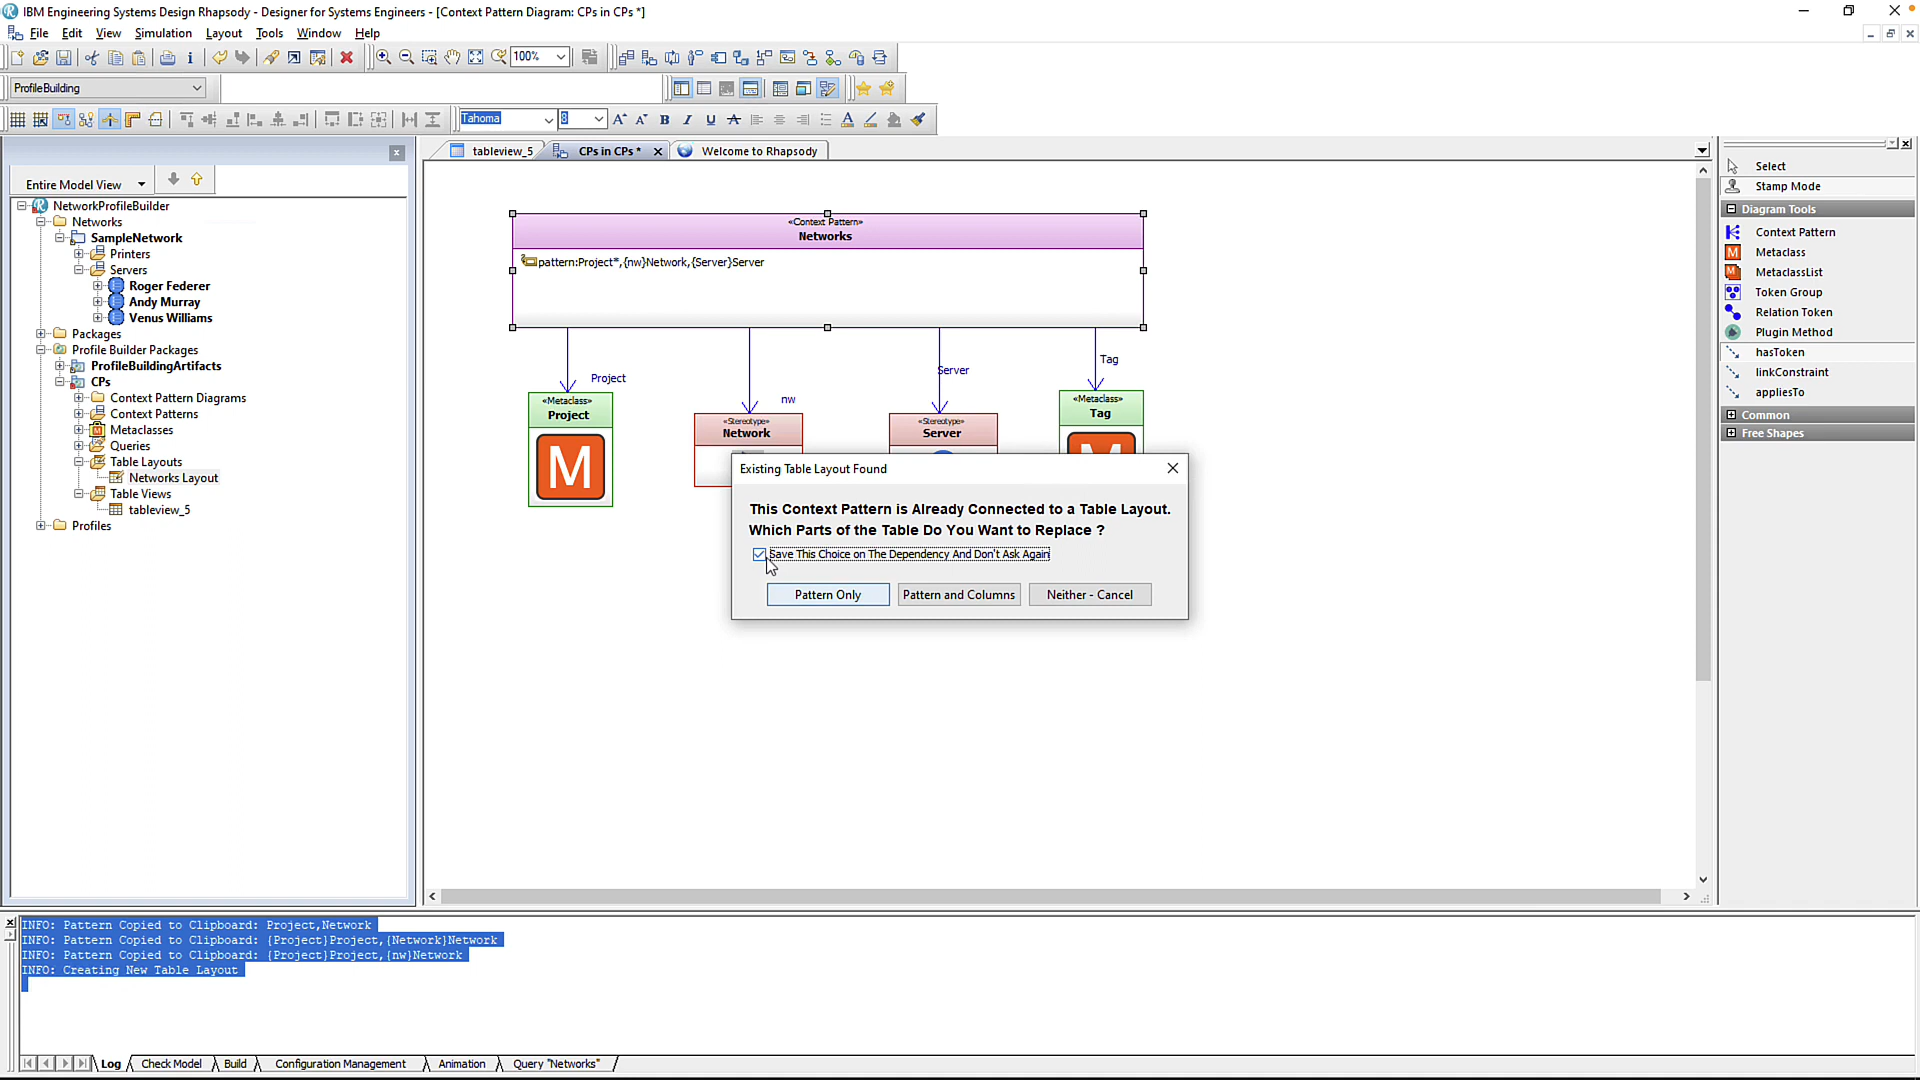 IBM Engineering Systems Design Rhapsody - Designer for Systems Engineers - [Context Pattern Diagram: CPs in CPs *]
File Edit View Simulation Layout Tools Window Help
100%
ProfileBuilding
Tahoma 8
tableview_5 CPs in CPs * Welcome to Rhapsody
Entire Model View
NetworkProfileBuilder
Networks
SampleNetwork
Printers
Servers
Roger Federer
Andy Murray
Venus Williams
Packages
Profile Builder Packages
ProfileBuildingArtifacts
CPs
Context Pattern Diagrams
Context Patterns
Metaclasses
Queries
Table Layouts
Networks Layout
Table Views
tableview_5
Profiles
«Context Pattern»
Networks
pattern:Project*,{nw}Network,{Server}Server
Project
nw
Server
Tag
«Metaclass»
Project
M
«Stereotype»
Network
«Stereotype»
Server
«Metaclass»
Tag
Existing Table Layout Found
This Context Pattern is Already Connected to a Table Layout.
Which Parts of the Table Do You Want to Replace ?
Save This Choice on The Dependency And Don't Ask Again
Pattern Only Pattern and Columns Neither - Cancel
Select
Stamp Mode
Diagram Tools
Context Pattern
Metaclass
MetaclassList
Token Group
Relation Token
Plugin Method
hasToken
linkConstraint
appliesTo
Common
Free Shapes
INFO: Pattern Copied to Clipboard: Project,Network
INFO: Pattern Copied to Clipboard: {Project}Project,{Network}Network
INFO: Pattern Copied to Clipboard: {Project}Project,{nw}Network
INFO: Creating New Table Layout
Log Check Model Build Configuration Management Animation Query "Networks"